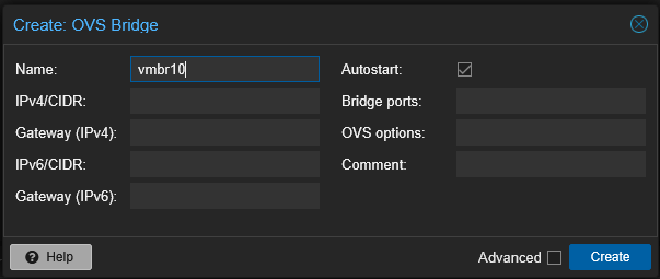 Create: OVS Bridge
Name: vmbr10 Autostart:
IPv4/CIDR: Bridge ports:
Gateway (IPv4): OVS options:
IPv6/CIDR: Comment:
Gateway (IPv6):
Help Advanced Create